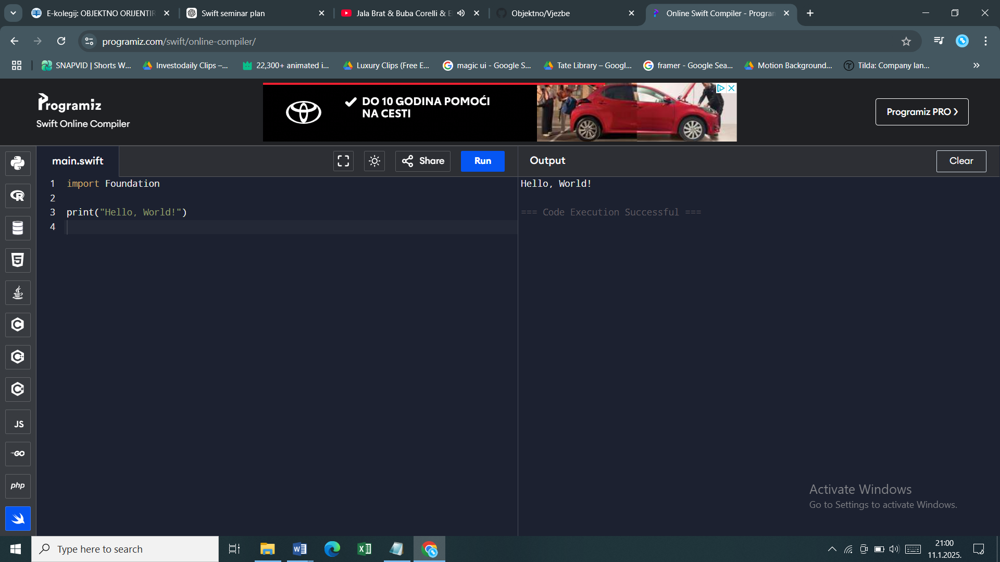 E-kolegij: OBJEKTNO ORIJENTIR
Swift seminar plan
Jala Brat & Buba Corelli & E
Objektno/Vjezbe
Online Swift Compiler - Program
programiz.com/swift/online-compiler/
SNAPVID | Shorts W...
Investodaily Clips –...
22,300+ animated i...
Luxury Clips (Free E...
magic ui - Google S...
Tate Library – Googl...
framer - Google Sea...
Motion Background...
Tilda: Company lan...
Programiz
Swift Online Compiler
DO 10 GODINA POMOĆI
NA CESTI
Programiz PRO
main.swift
Share
Run
Output
Clear
1 import Foundation
2
3 print("Hello, World!")
4
Hello, World!
=== Code Execution Successful ===
R
5
C
C++
C#
JS
GO
php
Activate Windows
Go to Settings to activate Windows.
Type here to search
21:00
11.1.2025.